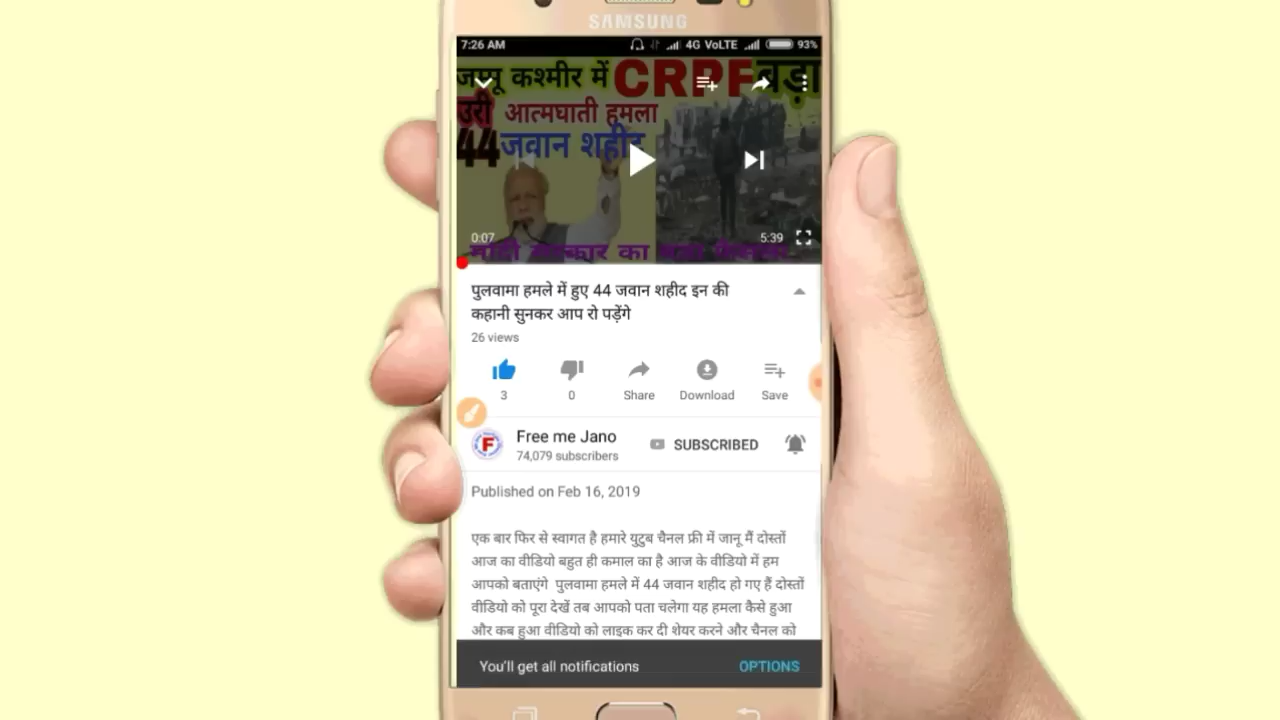 SAMSUNG
7:26 AM 4G VoLTE 93%
जम्मू कश्मीर में CRPF बड़ा
उरी आत्मघाती हमला
44 जवान शहीद
0:07 5:39
मोदी सरकार का बड़ा
पुलवामा हमले में हुए 44 जवान शहीद इन की
कहानी सुनकर आप रो पड़ेंगे
26 views
3 0 Share Download Save
F
Free me Jano SUBSCRIBED
74,079 subscribers
Published on Feb 16, 2019
एक बार फिर से स्वागत है हमारे युटुब चैनल फ्री में जानू मैं दोस्तों
आज का वीडियो बहुत ही कमाल का है आज के वीडियो में हम
आपको बताएंगे पुलवामा हमले में 44 जवान शहीद हो गए हैं दोस्तों
वीडियो को पूरा देखें तब आपको पता चलेगा यह हमला कैसे हुआ
और कब हुआ वीडियो को लाइक कर दी शेयर करने और चैनल को
You'll get all notifications OPTIONS